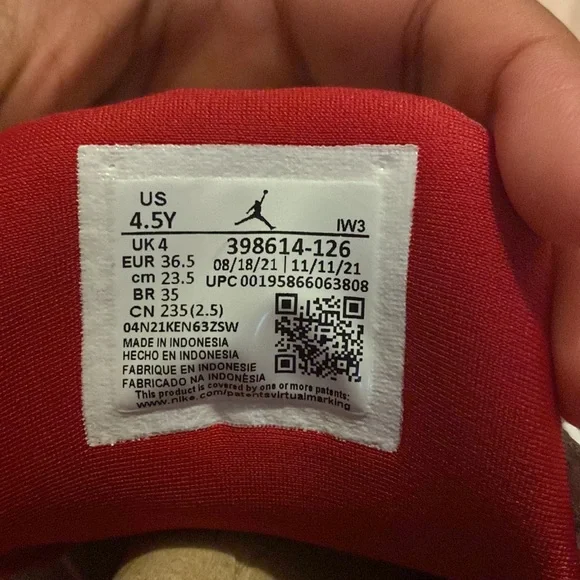 US
4.5Y
IW3
UK 4
398614-126
EUR 36.5
08/18/21 | 11/11/21
cm 23.5
UPC 00195866063808
BR 35
CN 235(2.5)
04N21KEN63ZSW
MADE IN INDONESIA
HECHO EN INDONESIA
FABRIQUE EN INDONESIE
FABRICADO NA INDONÉSIA
This product is covered by one or more patents:
www.nike.com/patentsvirtualmarking